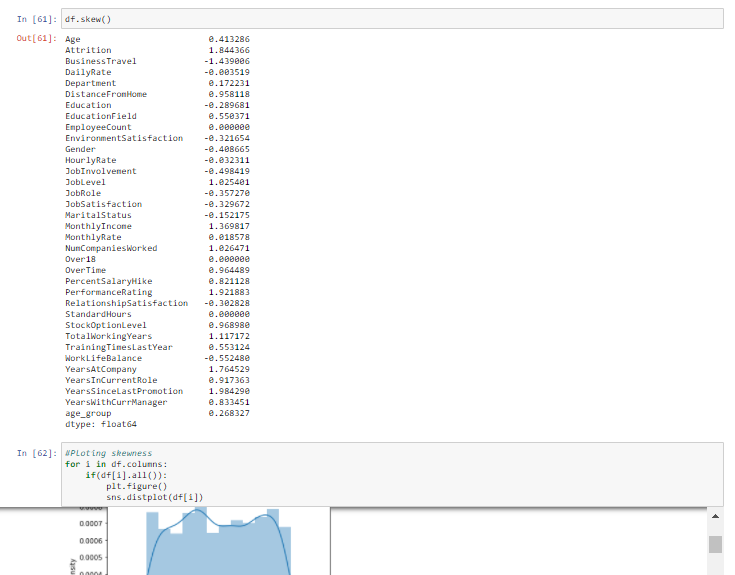 In [61]: df.skew()
Out[61]: Age 0.413286
Attrition 1.844366
BusinessTravel -1.439006
DailyRate -0.003519
Department 0.172231
DistanceFromHome 0.958118
Education -0.289681
EducationField 0.550371
EmployeeCount 0.000000
EnvironmentSatisfaction -0.321654
Gender -0.408665
HourlyRate -0.032311
JobInvolvement -0.498419
JobLevel 1.025401
JobRole -0.357270
JobSatisfaction -0.329672
MaritalStatus -0.152175
MonthlyIncome 1.369817
MonthlyRate 0.018578
NumCompaniesWorked 1.026471
Over18 0.000000
OverTime 0.964489
PercentSalaryHike 0.821128
PerformanceRating 1.921883
RelationshipSatisfaction -0.302828
StandardHours 0.000000
StockOptionLevel 0.968980
TotalWorkingYears 1.117172
TrainingTimesLastYear 0.553124
WorkLifeBalance -0.552480
YearsAtCompany 1.764529
YearsInCurrentRole 0.917363
YearsSinceLastPromotion 1.984290
YearsWithCurrManager 0.833451
age_group 0.268327
dtype: float64
In [62]: #Ploting skewness
for i in df.columns:
if(df[i].all()):
plt.figure()
sns.distplot(df[i])
0.0007
0.0006
0.0005